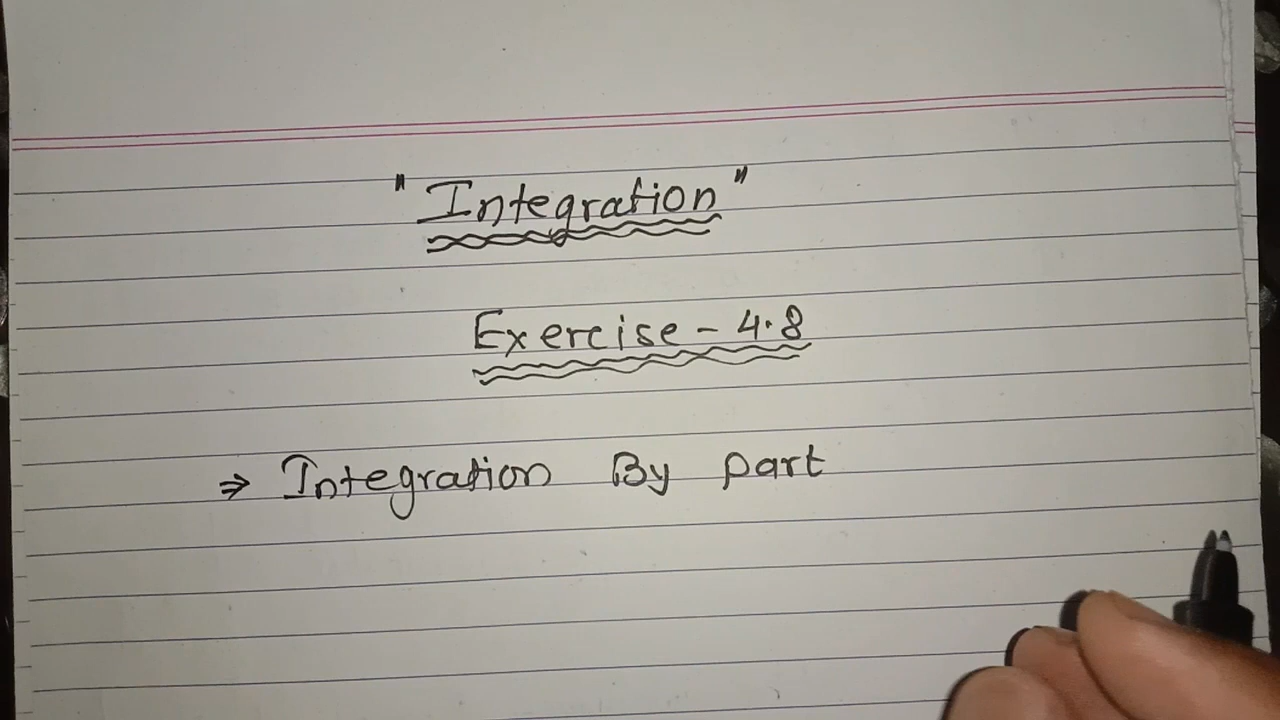 "Integration"
Exercise - 4.8
⇒ Integration By part